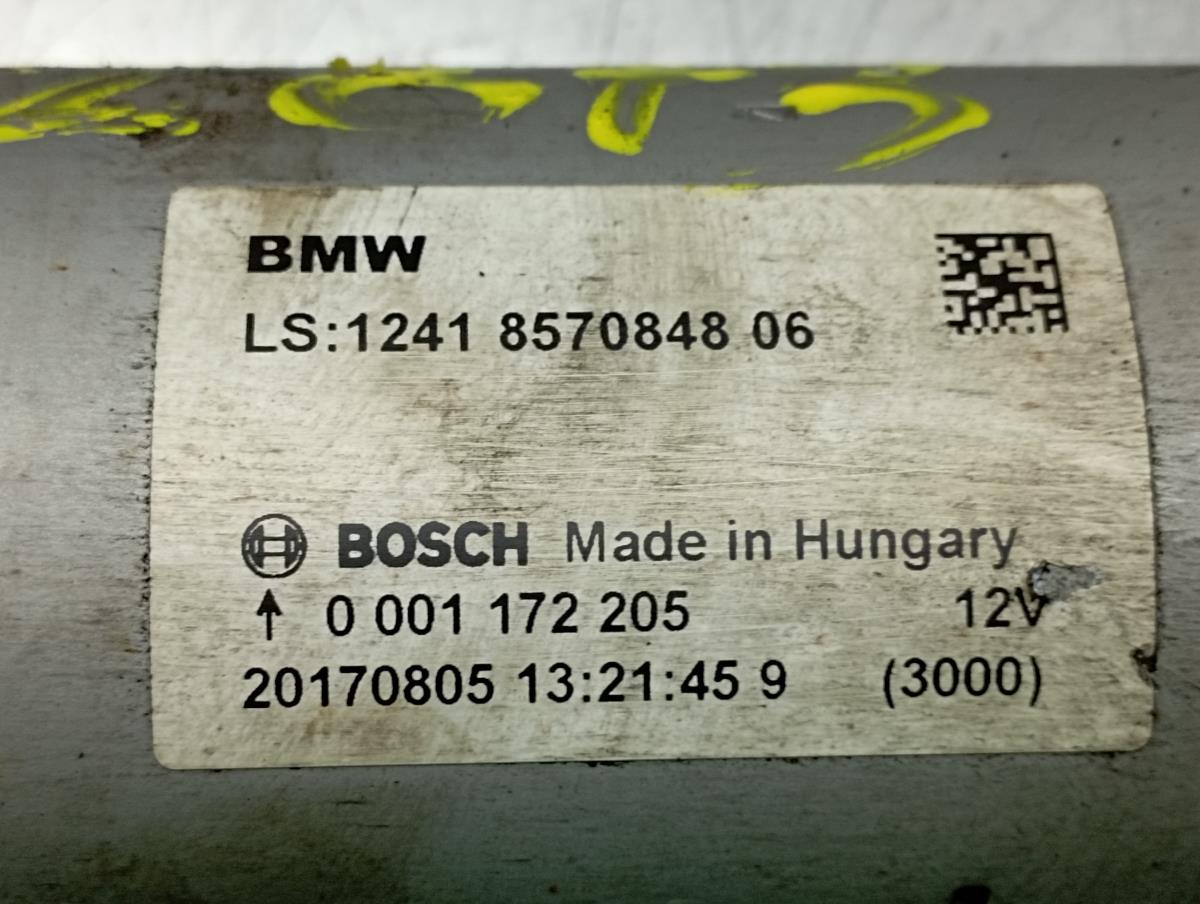 BMW
LS:1241 8570848 06
BOSCH Made in Hungary
↑ 0 001 172 205 12V
20170805 13:21:45 9 (3000)